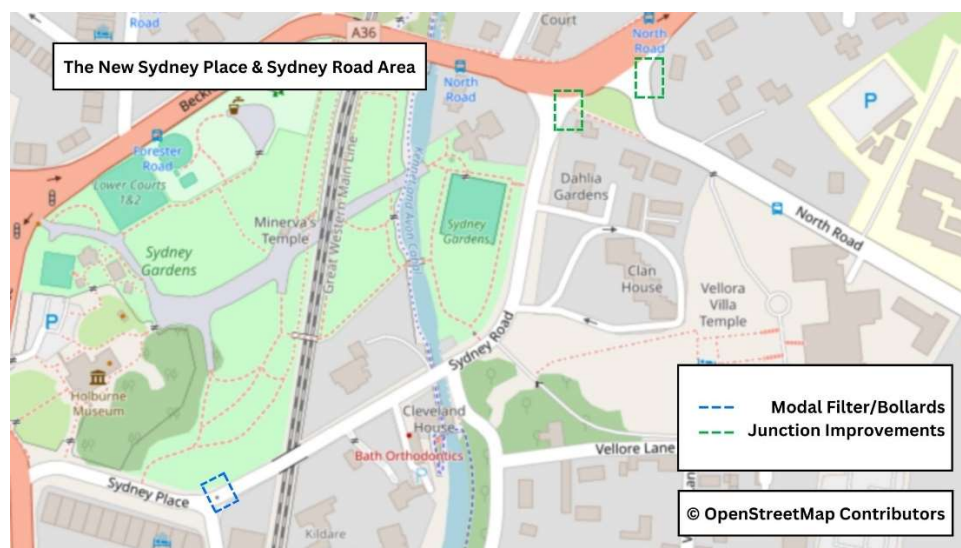 Road
Court
North
Road
A36
The New Sydney Place & Sydney Road Area
North
Road
Beckf
Forester
Road
Lower Courts
1&2
Kennet and Avon Canal
Great Western Main Line
Minerva's
Temple
Sydney
Gardens
Sydney
Gardens
Dahlia
Gardens
P
North Road
Clan
House
Vellora
Villa
Temple
P
Sydney Road
Holburne
Museum
Cleveland
House
Bath Orthodontics
Vellore Lane
Sydney Place
Kildare
Modal Filter/Bollards
Junction Improvements
© OpenStreetMap Contributors